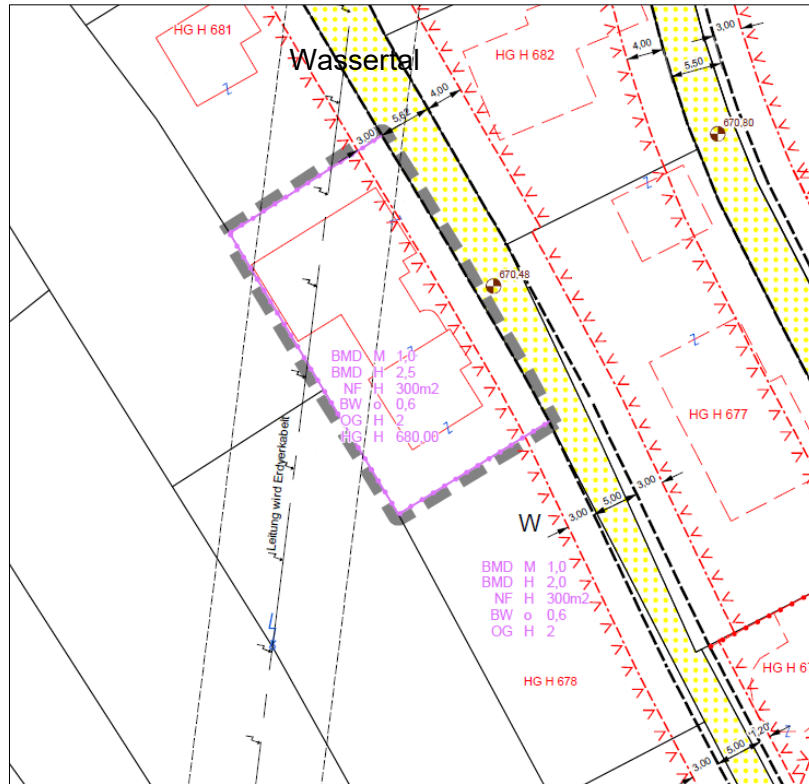 HG H 681
Wassertal
HG H 682
3,00
4,00
5,50
670,80
4,00
5,62
3,00
670,48
BMD M 1,0
BMD H 2,5
NF H 300m2
BW o 0,6
OG H 2
HG H 680,00
HG H 677
Leitung wird Erdverkabelt
3,00
5,00
3,00
W
BMD M 1,0
BMD H 2,0
NF H 300m2
BW o 0,6
OG H 2
HG H 678
3,00
5,00
1,20